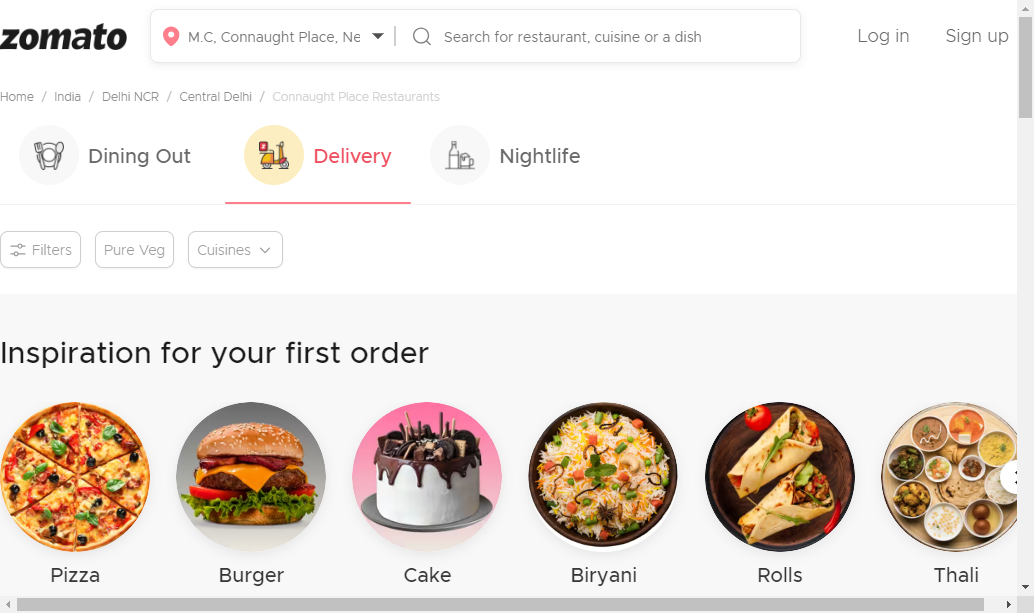 zomato
M.C, Connaught Place, Ne
Search for restaurant, cuisine or a dish
Log in
Sign up
Home / India / Delhi NCR / Central Delhi / Connaught Place Restaurants
Dining Out
Delivery
Nightlife
Filters
Pure Veg
Cuisines
Inspiration for your first order
Pizza
Burger
Cake
Biryani
Rolls
Thali